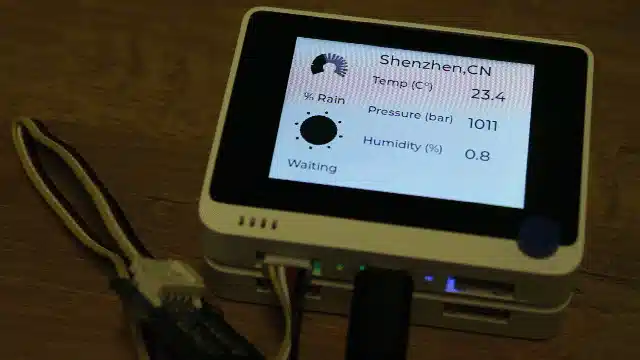 Shenzhen,CN
Temp (C°) 23.4
% Rain
Pressure (bar) 1011
Humidity (%) 0.8
Waiting